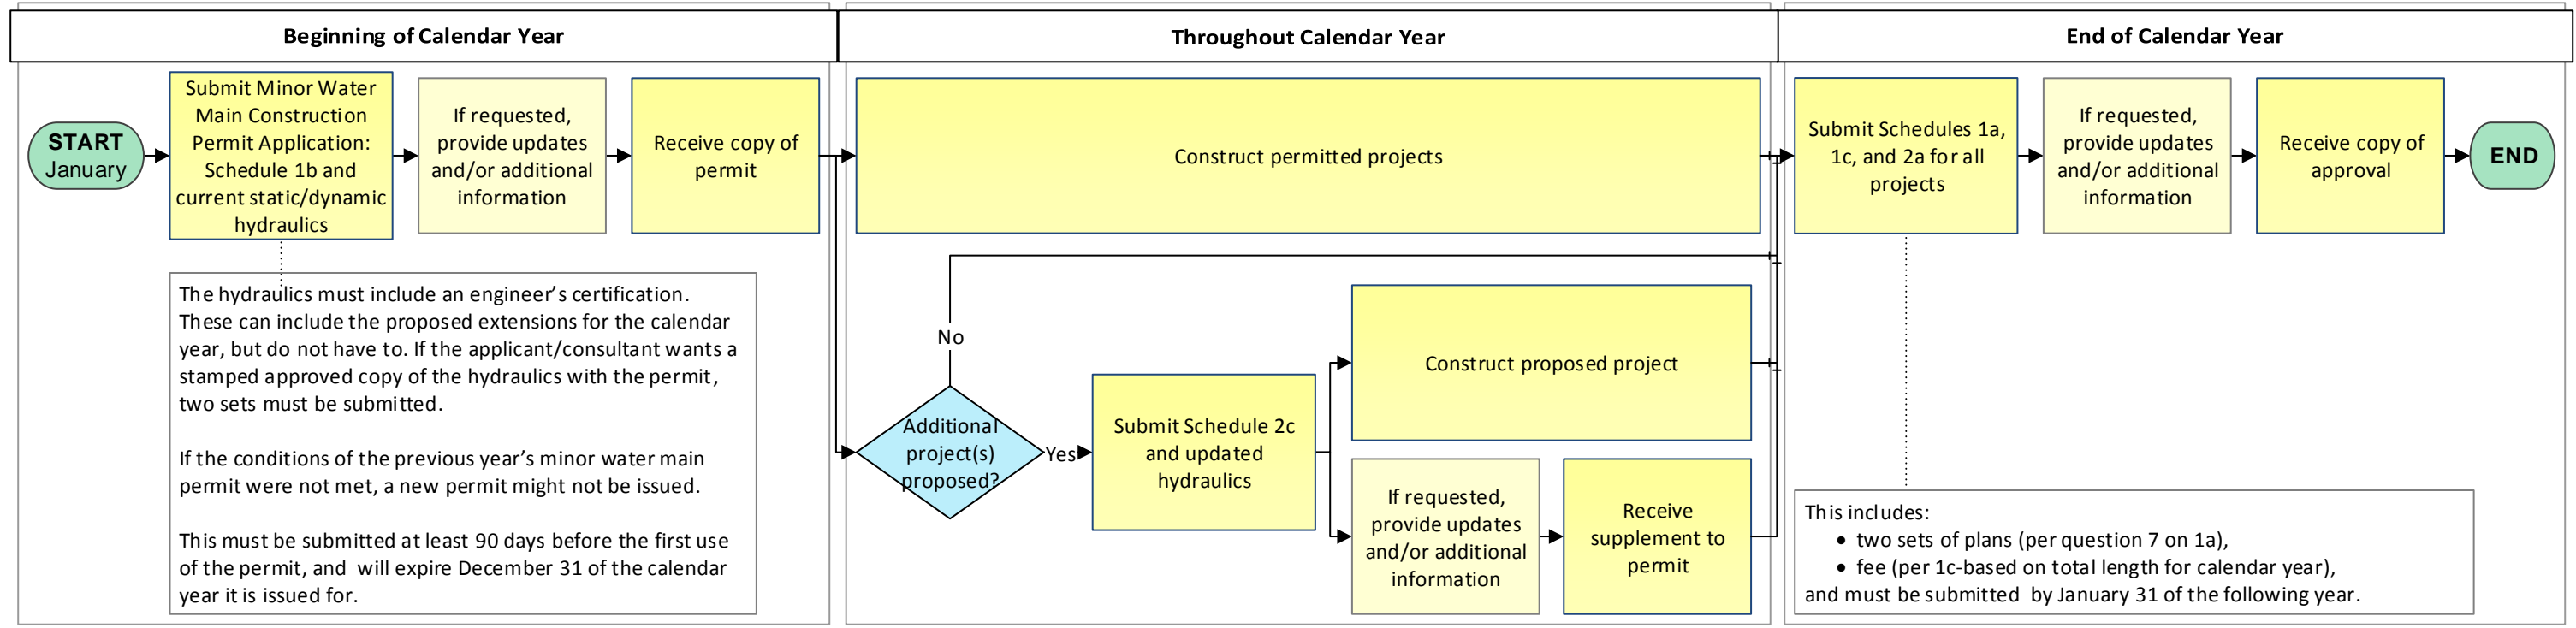 Beginning of Calendar Year
Throughout Calendar Year
End of Calendar Year
START
January
Submit Minor Water
Main Construction
Permit Application:
Schedule 1b and
current static/dynamic
hydraulics
If requested,
provide updates
and/or additional
information
Receive copy of
permit
The hydraulics must include an engineer’s certification.
These can include the proposed extensions for the calendar
year, but do not have to. If the applicant/consultant wants a
stamped approved copy of the hydraulics with the permit,
two sets must be submitted.
If the conditions of the previous year’s minor water main
permit were not met, a new permit might not be issued.
This must be submitted at least 90 days before the first use
of the permit, and will expire December 31 of the calendar
year it is issued for.
Construct permitted projects
No
Additional
project(s)
proposed?
Yes
Submit Schedule 2c
and updated
hydraulics
Construct proposed project
If requested,
provide updates
and/or additional
information
Receive
supplement to
permit
Submit Schedules 1a,
1c, and 2a for all
projects
If requested,
provide updates
and/or additional
information
Receive copy of
approval
END
This includes:
• two sets of plans (per question 7 on 1a),
• fee (per 1c-based on total length for calendar year),
and must be submitted by January 31 of the following year.